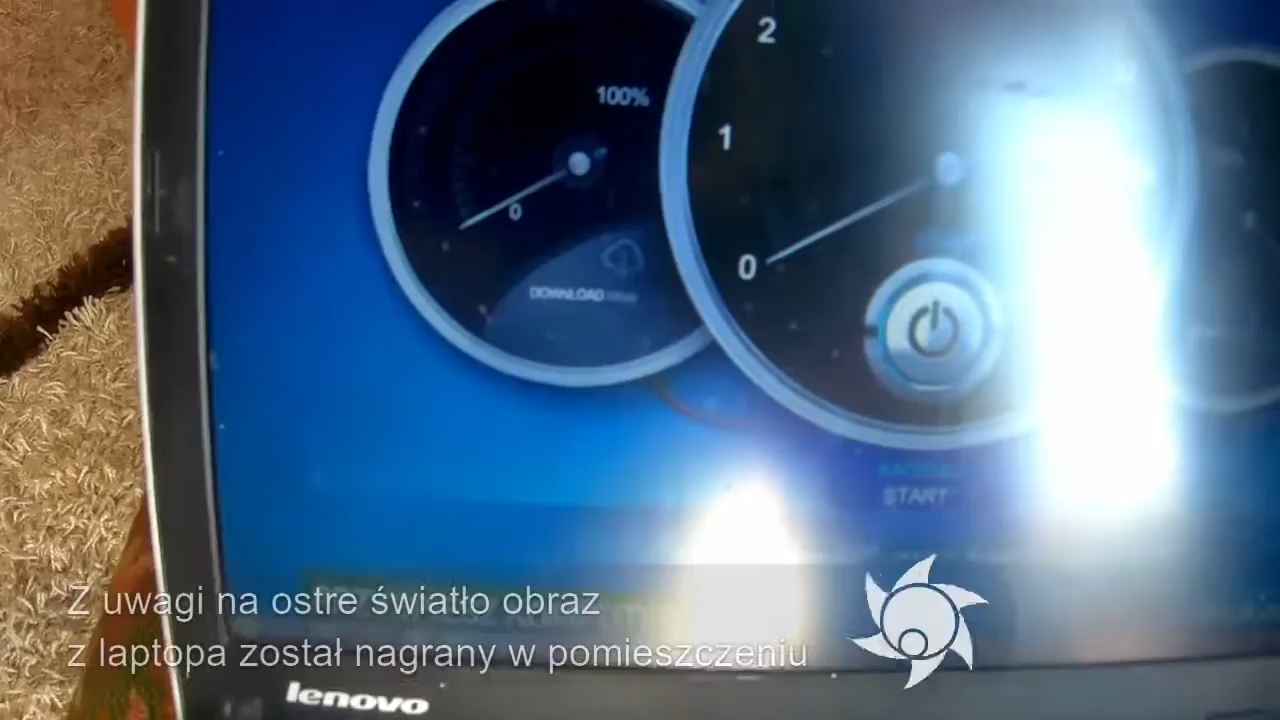 2
100%
1
0
0
DOWNLOAD
START
Z uwagi na ostre światło obraz
z laptopa został nagrany w pomieszczeniu
lenovo